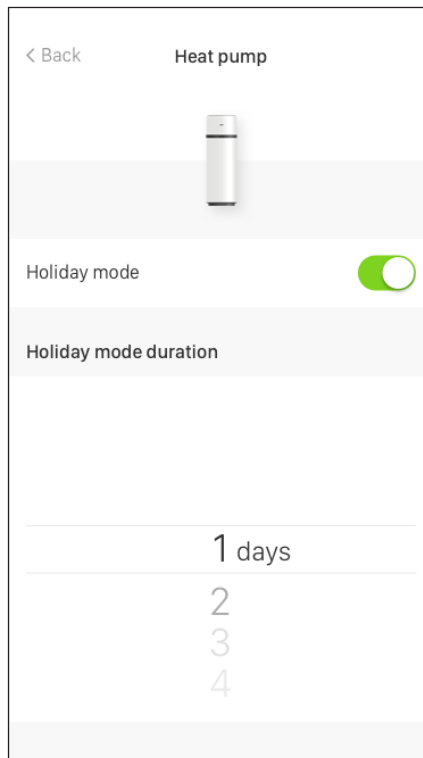 < Back Heat pump
Holiday mode
Holiday mode duration
1 days
2
3
4